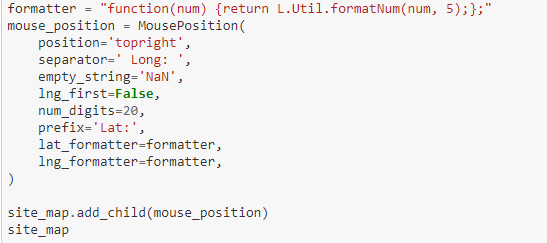 formatter = "function(num) {return L.Util.formatNum(num, 5);};"
mouse_position = MousePosition(
    position='topright',
    separator=' Long: ',
    empty_string='NaN',
    lng_first=False,
    num_digits=20,
    prefix='Lat:',
    lat_formatter=formatter,
    lng_formatter=formatter,
)

site_map.add_child(mouse_position)
site_map